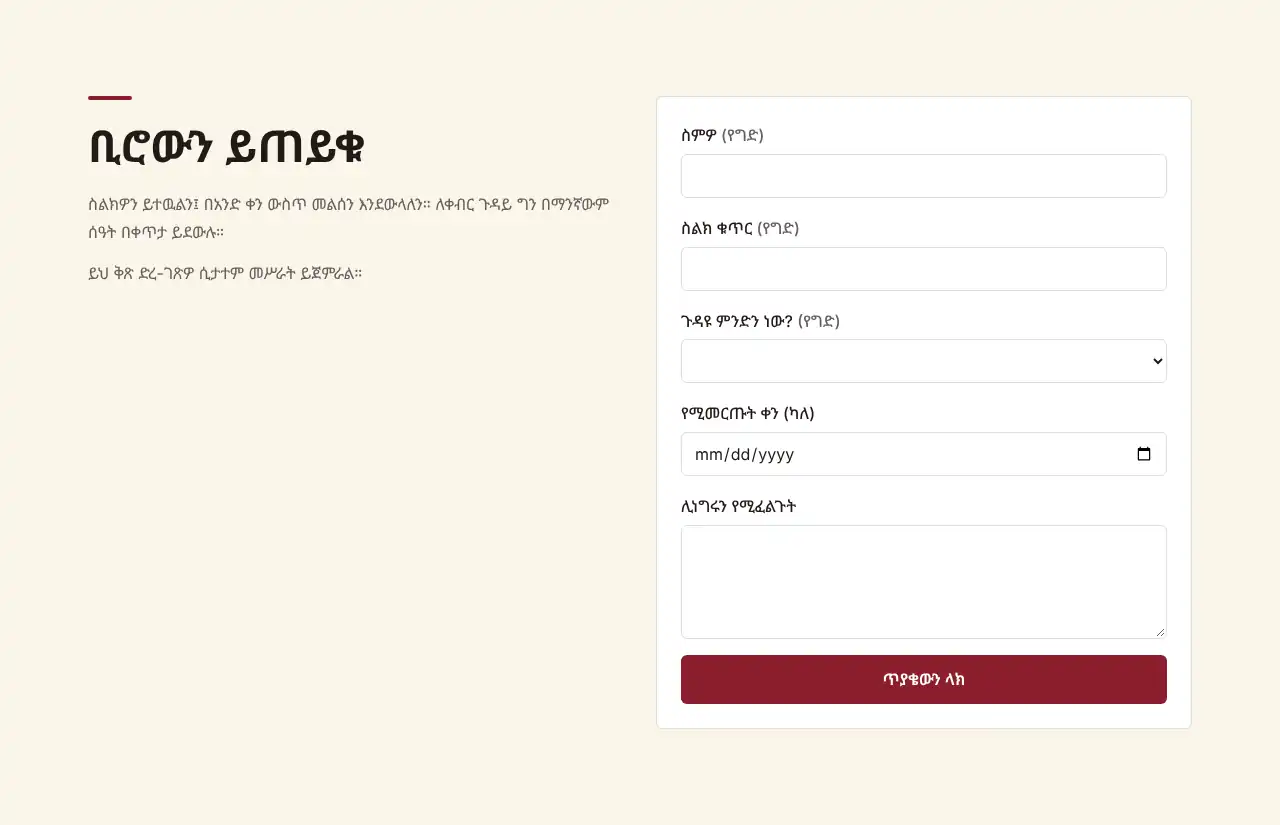 ቢሮውን ይጠይቁ
ስልክዎን ይተዉልን፤ በአንድ ቀን ውስጥ መልሰን እንደውላለን። ለቀብር ጉዳይ ግን በማንኛውም
ሰዓት በቀጥታ ይደውሉ።
ይህ ቅጽ ድረ-ገጽዎ ሲታተም መሥራት ይጀምራል።
ስምዎ (የግድ)
ስልክ ቁጥር (የግድ)
ጉዳዩ ምንድን ነው? (የግድ)
የሚመርጡት ቀን (ካለ)
mm/dd/yyyy
ሊነግሩን የሚፈልጉት
ጥያቄውን ላክ